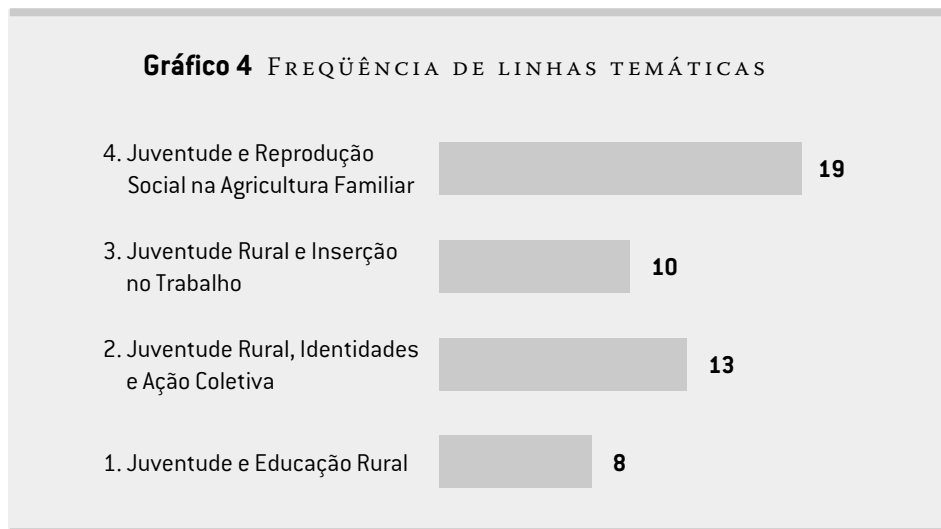 Gráfico 4 FREQÜÊNCIA DE LINHAS TEMÁTICAS
4. Juventude e Reprodução
Social na Agricultura Familiar
19
3. Juventude Rural e Inserção
no Trabalho
10
2. Juventude Rural, Identidades
e Ação Coletiva
13
1. Juventude e Educação Rural
8